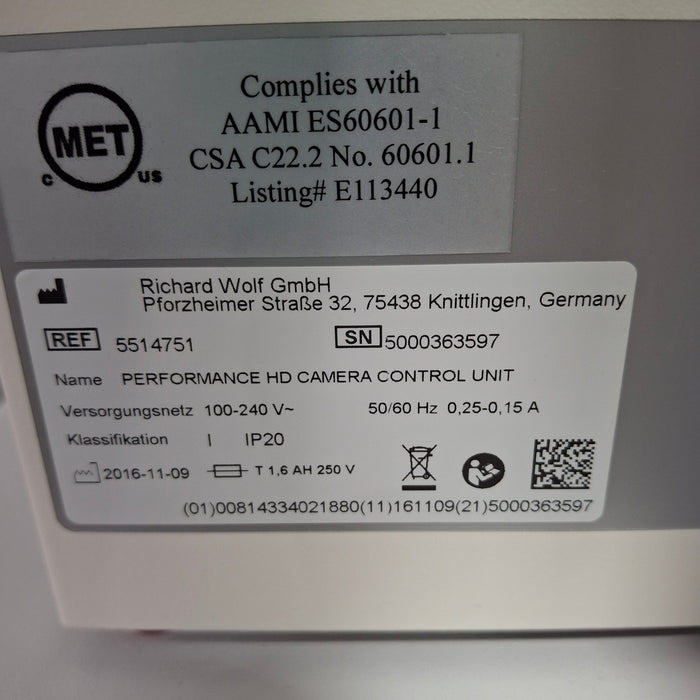 MET
C US
Complies with
AAMI ES60601-1
CSA C22.2 No. 60601.1
Listing# E113440
Richard Wolf GmbH
Pforzheimer Straße 32, 75438 Knittlingen, Germany
REF 5514751 SN 5000363597
Name PERFORMANCE HD CAMERA CONTROL UNIT
Versorgungsnetz 100-240 V~ 50/60 Hz 0,25-0,15 A
Klassifikation I IP20
2016-11-09 T 1,6 AH 250 V
(01)00814334021880(11)161109(21)5000363597